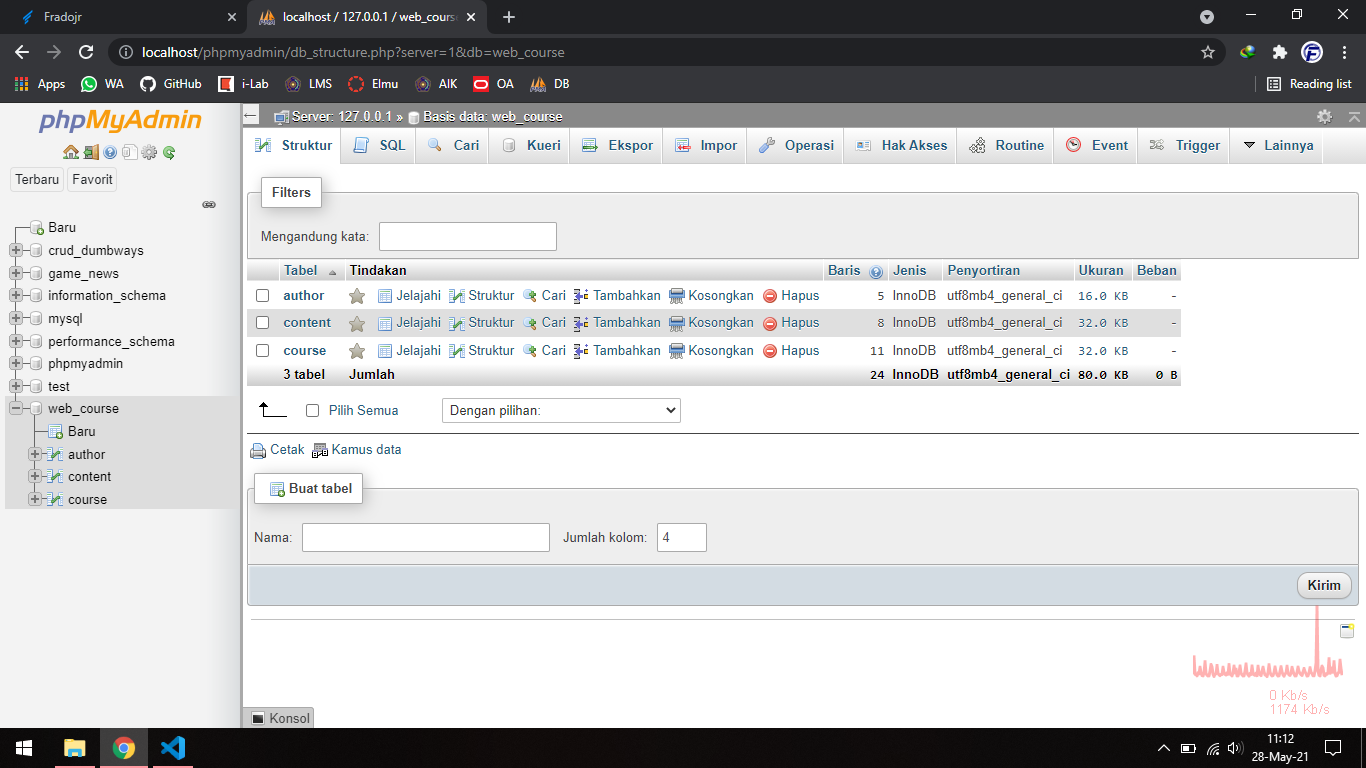 Fradojr
localhost / 127.0.0.1 / web_cours
localhost/phpmyadmin/db_structure.php?server=1&db=web_course
Apps WA GitHub i-Lab LMS Elmu AIK OA DB Reading list
phpMyAdmin
Terbaru Favorit
Baru
crud_dumbways
game_news
information_schema
mysql
performance_schema
phpmyadmin
test
web_course
Baru
author
content
course
Server: 127.0.0.1 » Basis data: web_course
Struktur SQL Cari Kueri Ekspor Impor Operasi Hak Akses Routine Event Trigger Lainnya
Filters
Mengandung kata:
Tabel Tindakan Baris Jenis Penyortiran Ukuran Beban
author Jelajahi Struktur Cari Tambahkan Kosongkan Hapus 5 InnoDB utf8mb4_general_ci 16.0 KB -
content Jelajahi Struktur Cari Tambahkan Kosongkan Hapus 8 InnoDB utf8mb4_general_ci 32.0 KB -
course Jelajahi Struktur Cari Tambahkan Kosongkan Hapus 11 InnoDB utf8mb4_general_ci 32.0 KB -
3 tabel Jumlah 24 InnoDB utf8mb4_general_ci 80.0 KB 0 B
Pilih Semua Dengan pilihan:
Cetak Kamus data
Buat tabel
Nama: Jumlah kolom: 4
Kirim
0 Kb/s
1174 Kb/s
Konsol
11:12
28-May-21